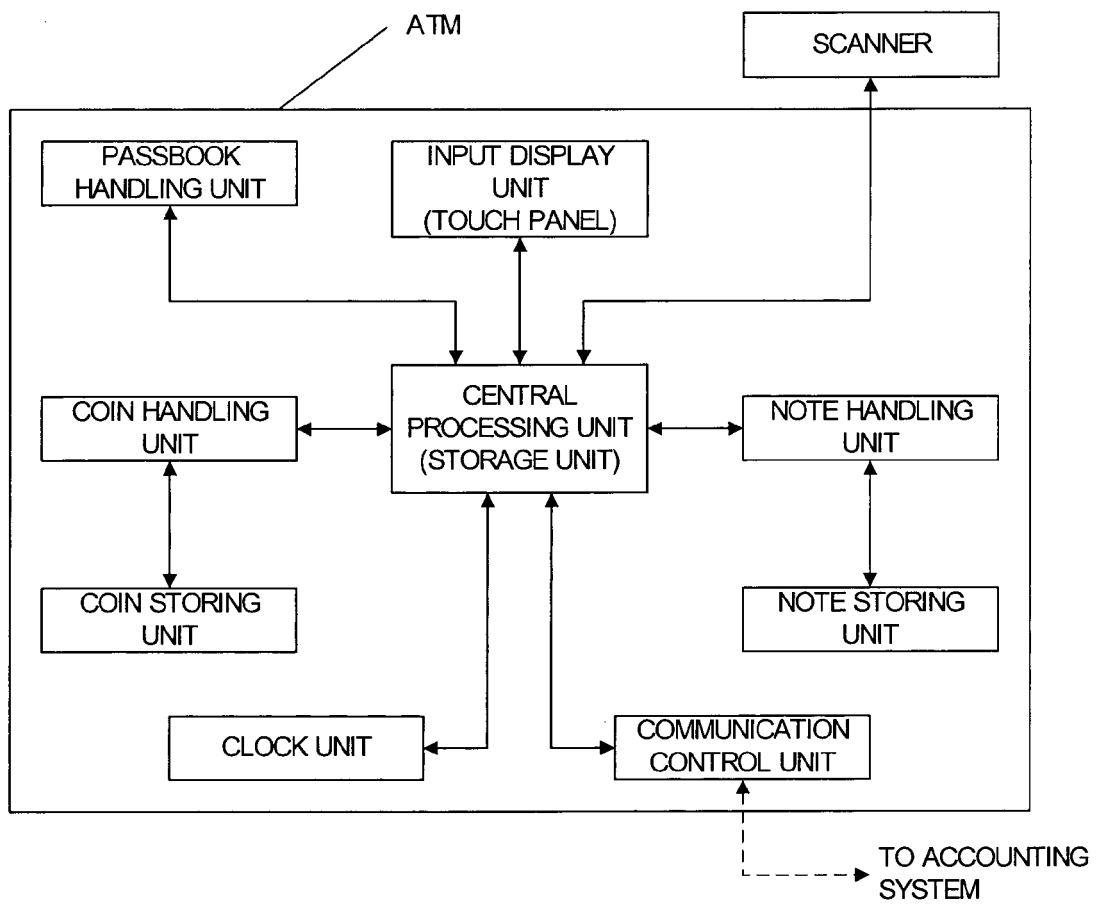 ATM
SCANNER
PASSBOOK
HANDLING UNIT
INPUT DISPLAY
UNIT
(TOUCH PANEL)
COIN HANDLING
UNIT
CENTRAL
PROCESSING UNIT
(STORAGE UNIT)
NOTE HANDLING
UNIT
COIN STORING
UNIT
NOTE STORING
UNIT
CLOCK UNIT
COMMUNICATION
CONTROL UNIT
TO ACCOUNTING
SYSTEM